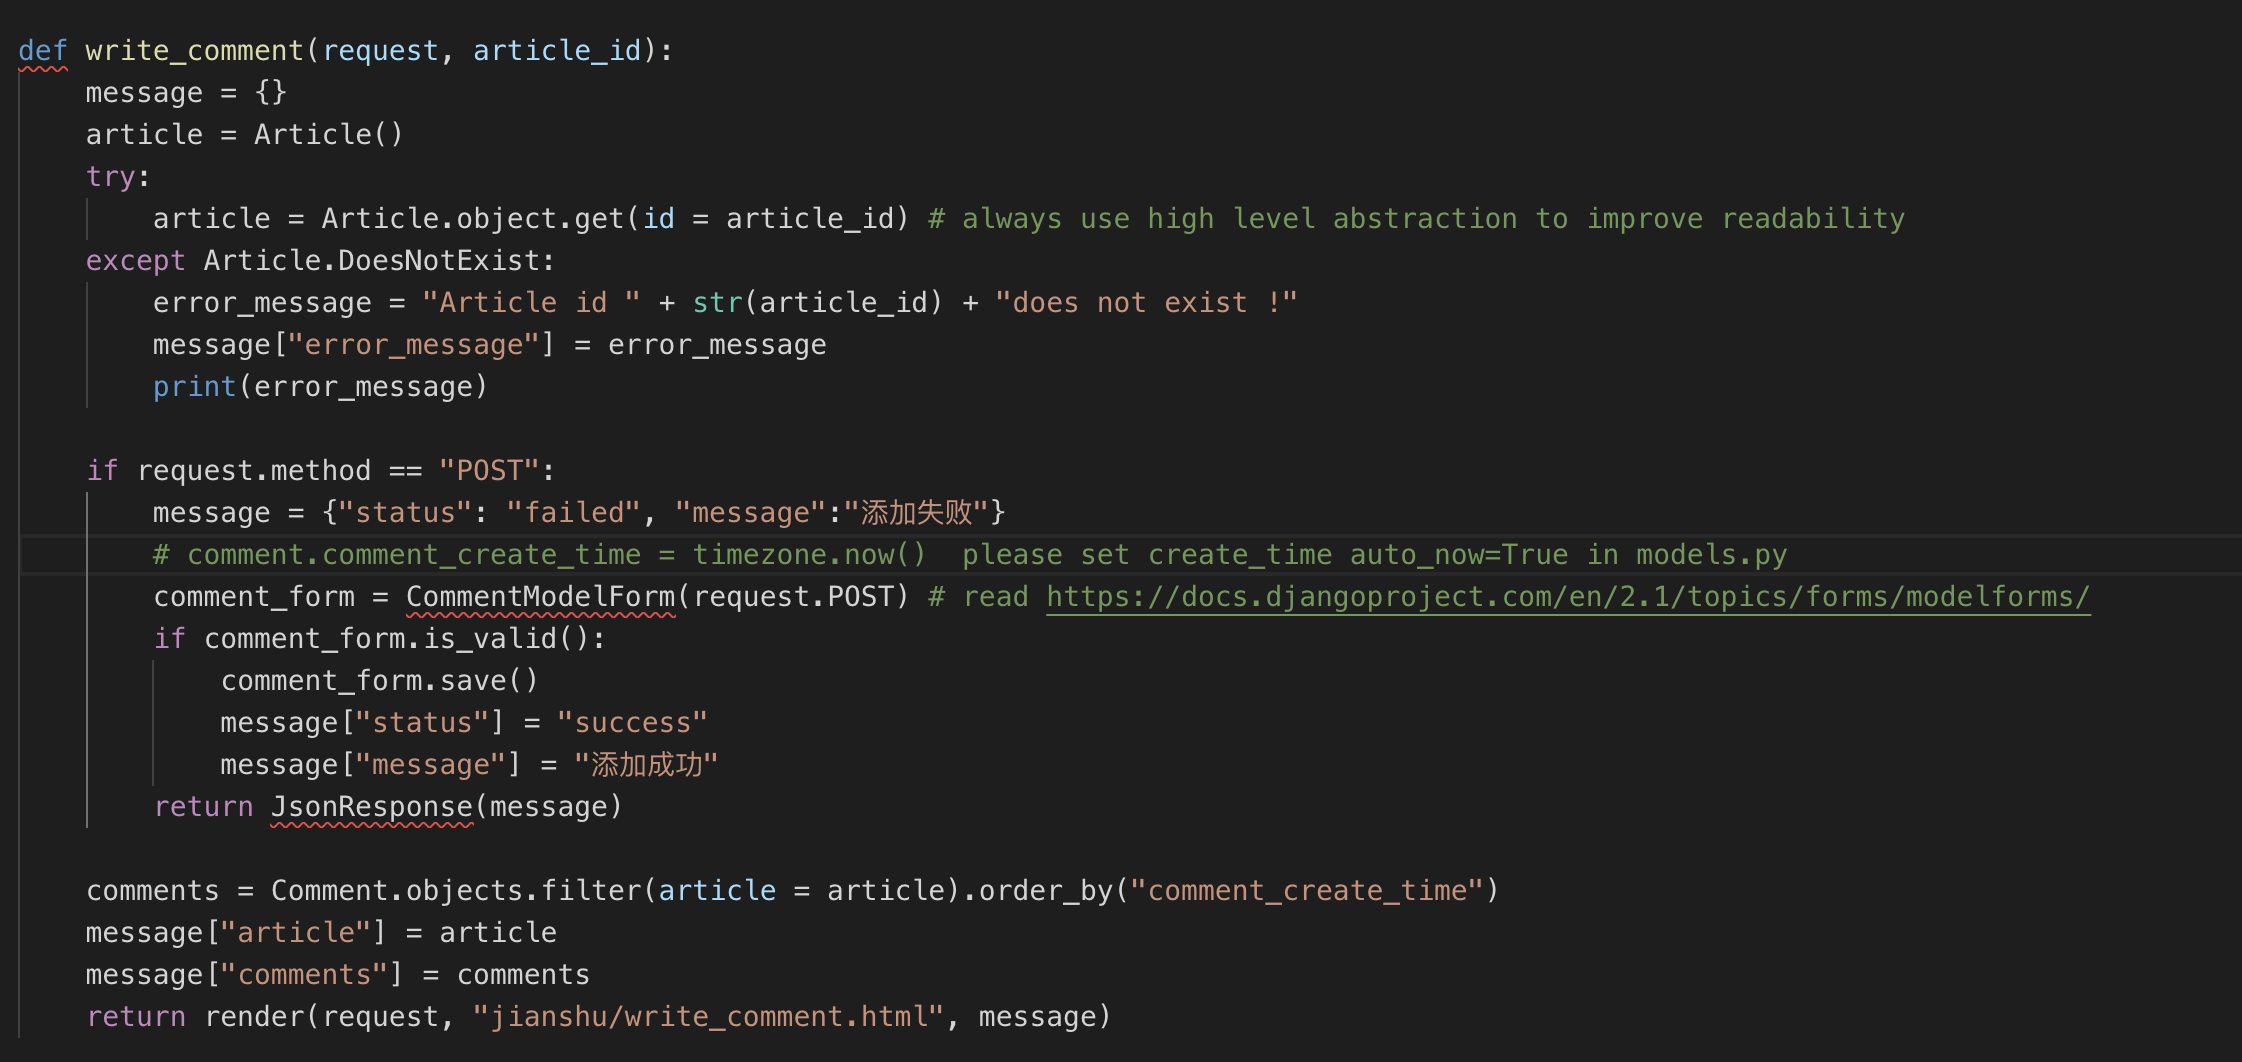 def write_comment(request, article_id):
    message = {}
    article = Article()
    try:
        article = Article.object.get(id = article_id) # always use high level abstraction to improve readability
    except Article.DoesNotExist:
        error_message = "Article id " + str(article_id) + "does not exist !"
        message["error_message"] = error_message
        print(error_message)
    if request.method == "POST":
        message = {"status": "failed", "message":"添加失败"}
        # comment.comment_create_time = timezone.now()  please set create_time auto_now=True in models.py
        comment_form = CommentModelForm(request.POST) # read https://docs.djangoproject.com/en/2.1/topics/forms/modelforms/
        if comment_form.is_valid():
            comment_form.save()
            message["status"] = "success"
            message["message"] = "添加成功"
        return JsonResponse(message)
    comments = Comment.objects.filter(article = article).order_by("comment_create_time")
    message["article"] = article
    message["comments"] = comments
    return render(request, "jianshu/write_comment.html", message)